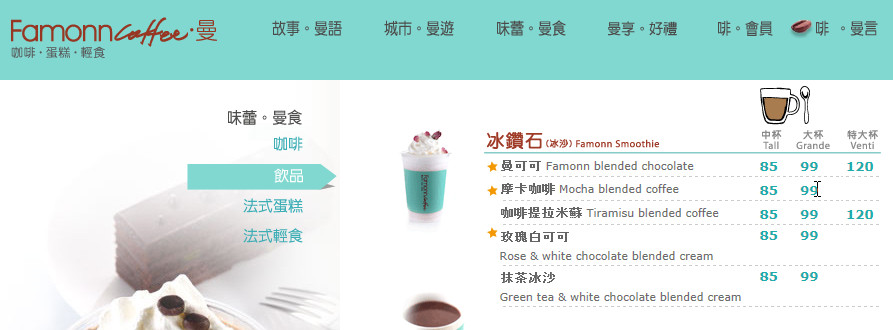 Famonn Coffee·曼
咖啡·蛋糕·輕食
故事。曼語 城市。曼遊 味蕾。曼食 曼享。好禮 啡。會員 啡 。曼言
味蕾。曼食
咖啡
飲品
法式蛋糕
法式輕食
中杯 大杯 特大杯
Tall Grande Venti
冰鑽石(冰沙) Famonn Smoothie
曼可可 Famonn blended chocolate 85 99 120
摩卡咖啡 Mocha blended coffee 85 99
咖啡提拉米蘇 Tiramisu blended coffee 85 99 120
玫瑰白可可 85 99
Rose & white chocolate blended cream
抹茶冰沙 85 99
Green tea & white chocolate blended cream